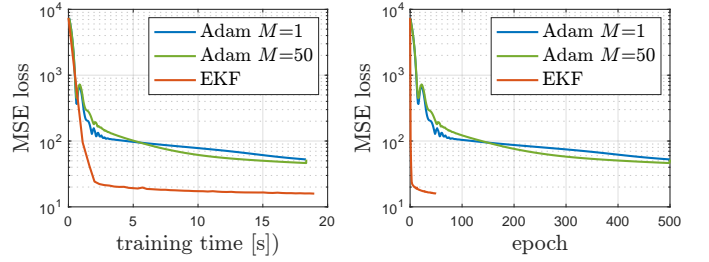 Adam M=1
Adam M=50
EKF
MSE loss
10^4
10^3
10^2
10^1
0 5 10 15 20
training time [s])
Adam M=1
Adam M=50
EKF
MSE loss
10^4
10^3
10^2
10^1
0 100 200 300 400 500
epoch